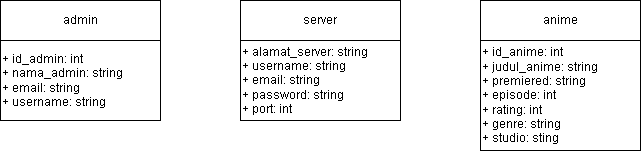 admin
+ id_admin: int
+ nama_admin: string
+ email: string
+ username: string
server
+ alamat_server: string
+ username: string
+ email: string
+ password: string
+ port: int
anime
+ id_anime: int
+ judul_anime: string
+ premiered: string
+ episode: int
+ rating: int
+ genre: string
+ studio: sting